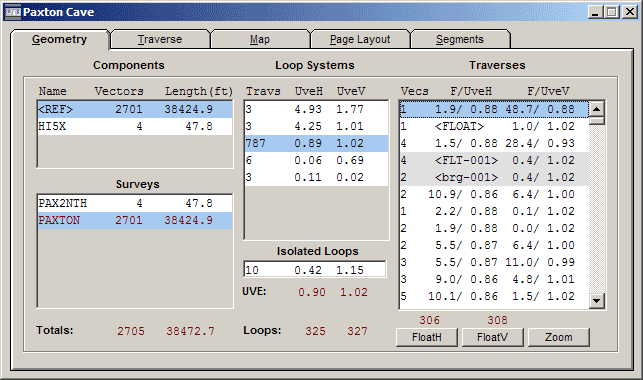 Paxton Cave
Geometry Traverse Map Page Layout Segments
Components
Name Vectors Length(ft)
<REF> 2701 38424.9
HI5X 4 47.8
Surveys
PAX2NTH 4 47.8
PAXTON 2701 38424.9
Totals: 2705 38472.7
Loop Systems
Travs UveH UveV
3 4.93 1.77
3 4.25 1.01
787 0.89 1.02
6 0.06 0.69
3 0.11 0.02
Isolated Loops
10 0.42 1.15
UVE: 0.90 1.02
Loops: 325 327
Traverses
Vecs F/UveH F/UveV
1 1.9/ 0.88 48.7/ 0.88
1 <FLOAT> 1.0/ 1.02
4 1.5/ 0.88 28.4/ 0.93
4 <FLT-001> 0.4/ 1.02
2 <brg-001> 0.4/ 1.02
2 10.9/ 0.86 6.4/ 1.00
1 2.2/ 0.88 0.1/ 1.02
2 1.9/ 0.88 0.0/ 1.02
2 5.5/ 0.87 6.4/ 1.00
3 5.5/ 0.87 11.0/ 0.99
3 9.0/ 0.86 4.8/ 1.01
5 10.1/ 0.86 1.5/ 1.02
306 308
FloatH FloatV Zoom